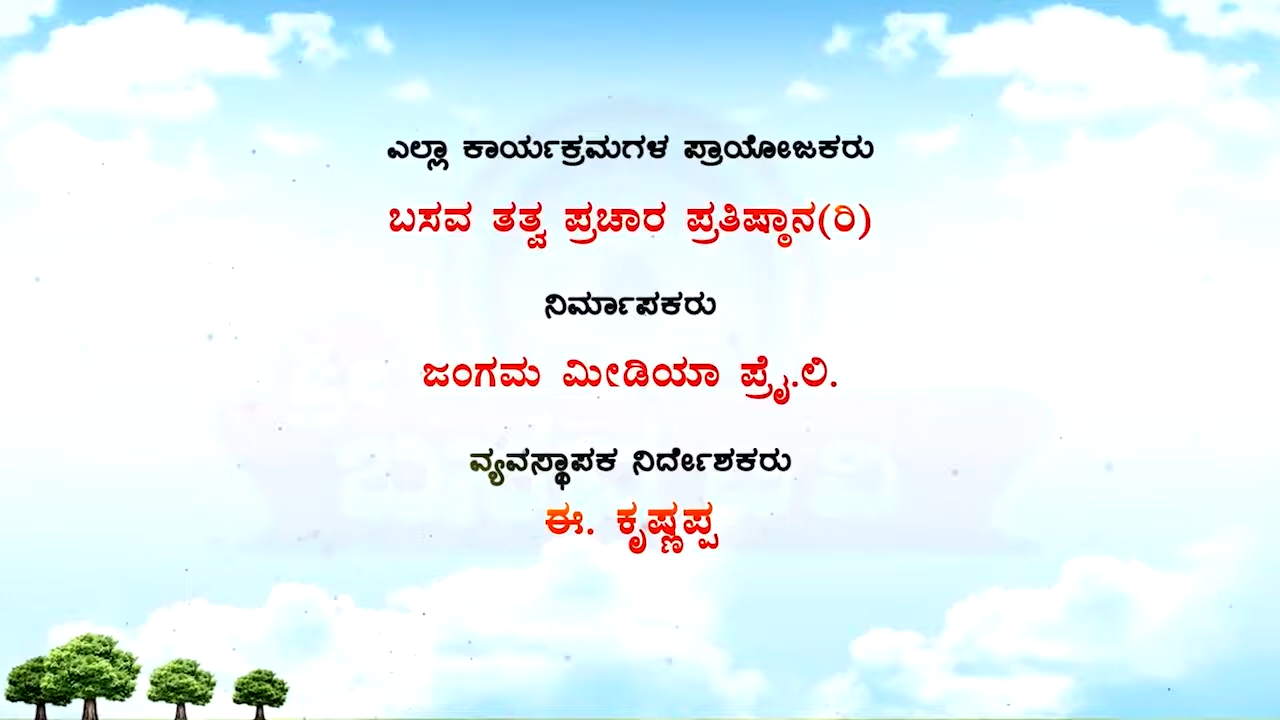 ಎಲ್ಲಾ ಕಾರ್ಯಕ್ರಮಗಳ ಪ್ರಾಯೋಜಕರು
ಬಸವ ತತ್ವ ಪ್ರಚಾರ ಪ್ರತಿಷ್ಠಾನ(ರಿ)
ನಿರ್ಮಾಪಕರು
ಜಂಗಮ ಮೀಡಿಯಾ ಪ್ರೈ.ಲಿ.
ವ್ಯವಸ್ಥಾಪಕ ನಿರ್ದೇಶಕರು
ಈ. ಕೃಷ್ಣಪ್ಪ